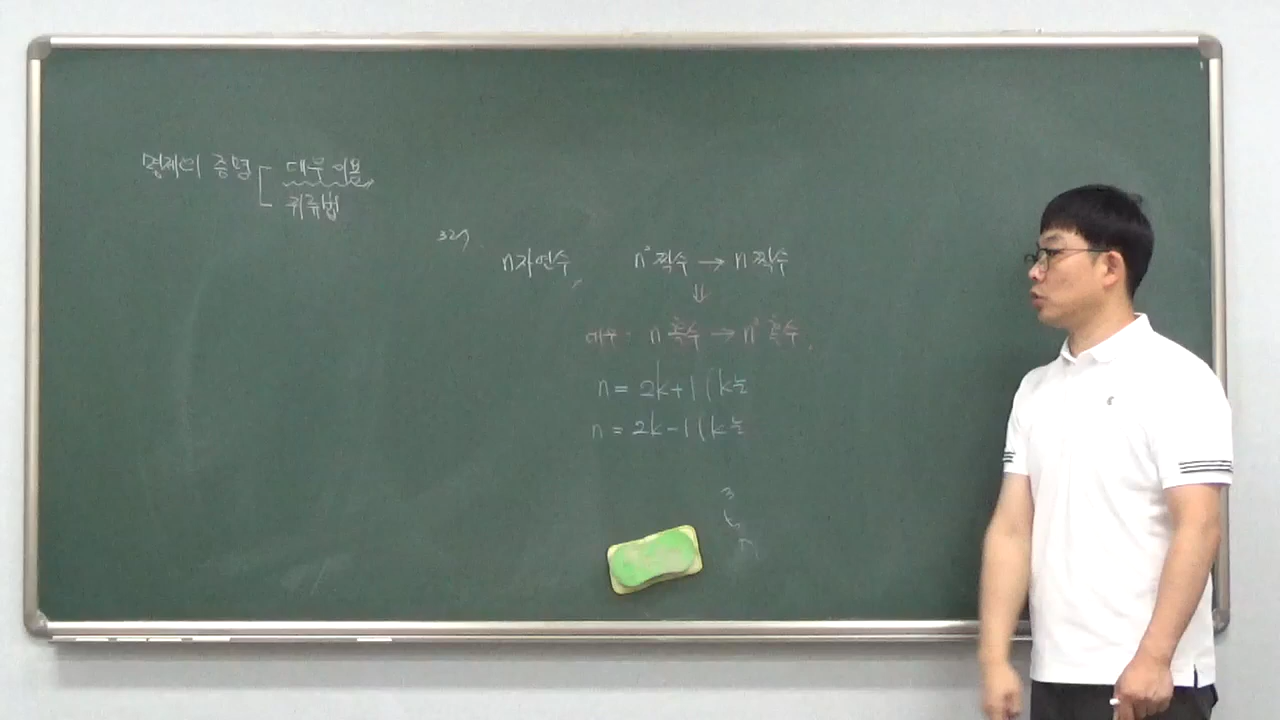 명제의 증명
대우 이용
귀류법
n자연수, n² 짝수 → n 짝수
⇓
대우: n 홀수 → n² 홀수.
n = 2k+1 (k는
n = 2k-1 (k는
3